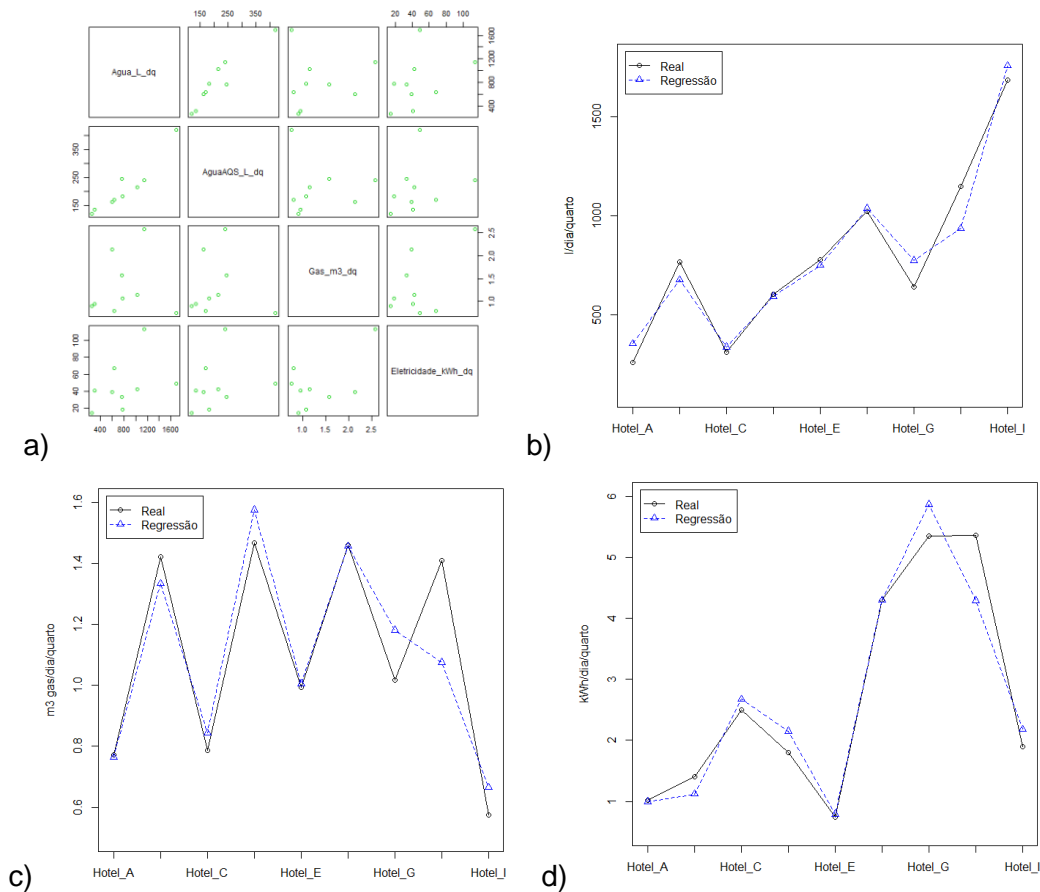 150 250 350
20 40 60 80 100
Agua_L_dq
400 800 1200 1600
150 250 350
AguaAQS_L_dq
Gas_m3_dq
1.0 1.5 2.0 2.5
20 40 60 80 100
Eletricidade_kWh_dq
400 800 1200 1600
1.0 1.5 2.0 2.5
a)
Real
Regressão
l/dia/quarto
500 1000 1500
Hotel_A Hotel_C Hotel_E Hotel_G Hotel_I
b)
Real
Regressão
m3 gas/dia/quarto
0.6 0.8 1.0 1.2 1.4 1.6
Hotel_A Hotel_C Hotel_E Hotel_G Hotel_I
c)
Real
Regressão
kWh/dia/quarto
1 2 3 4 5 6
Hotel_A Hotel_C Hotel_E Hotel_G Hotel_I
d)